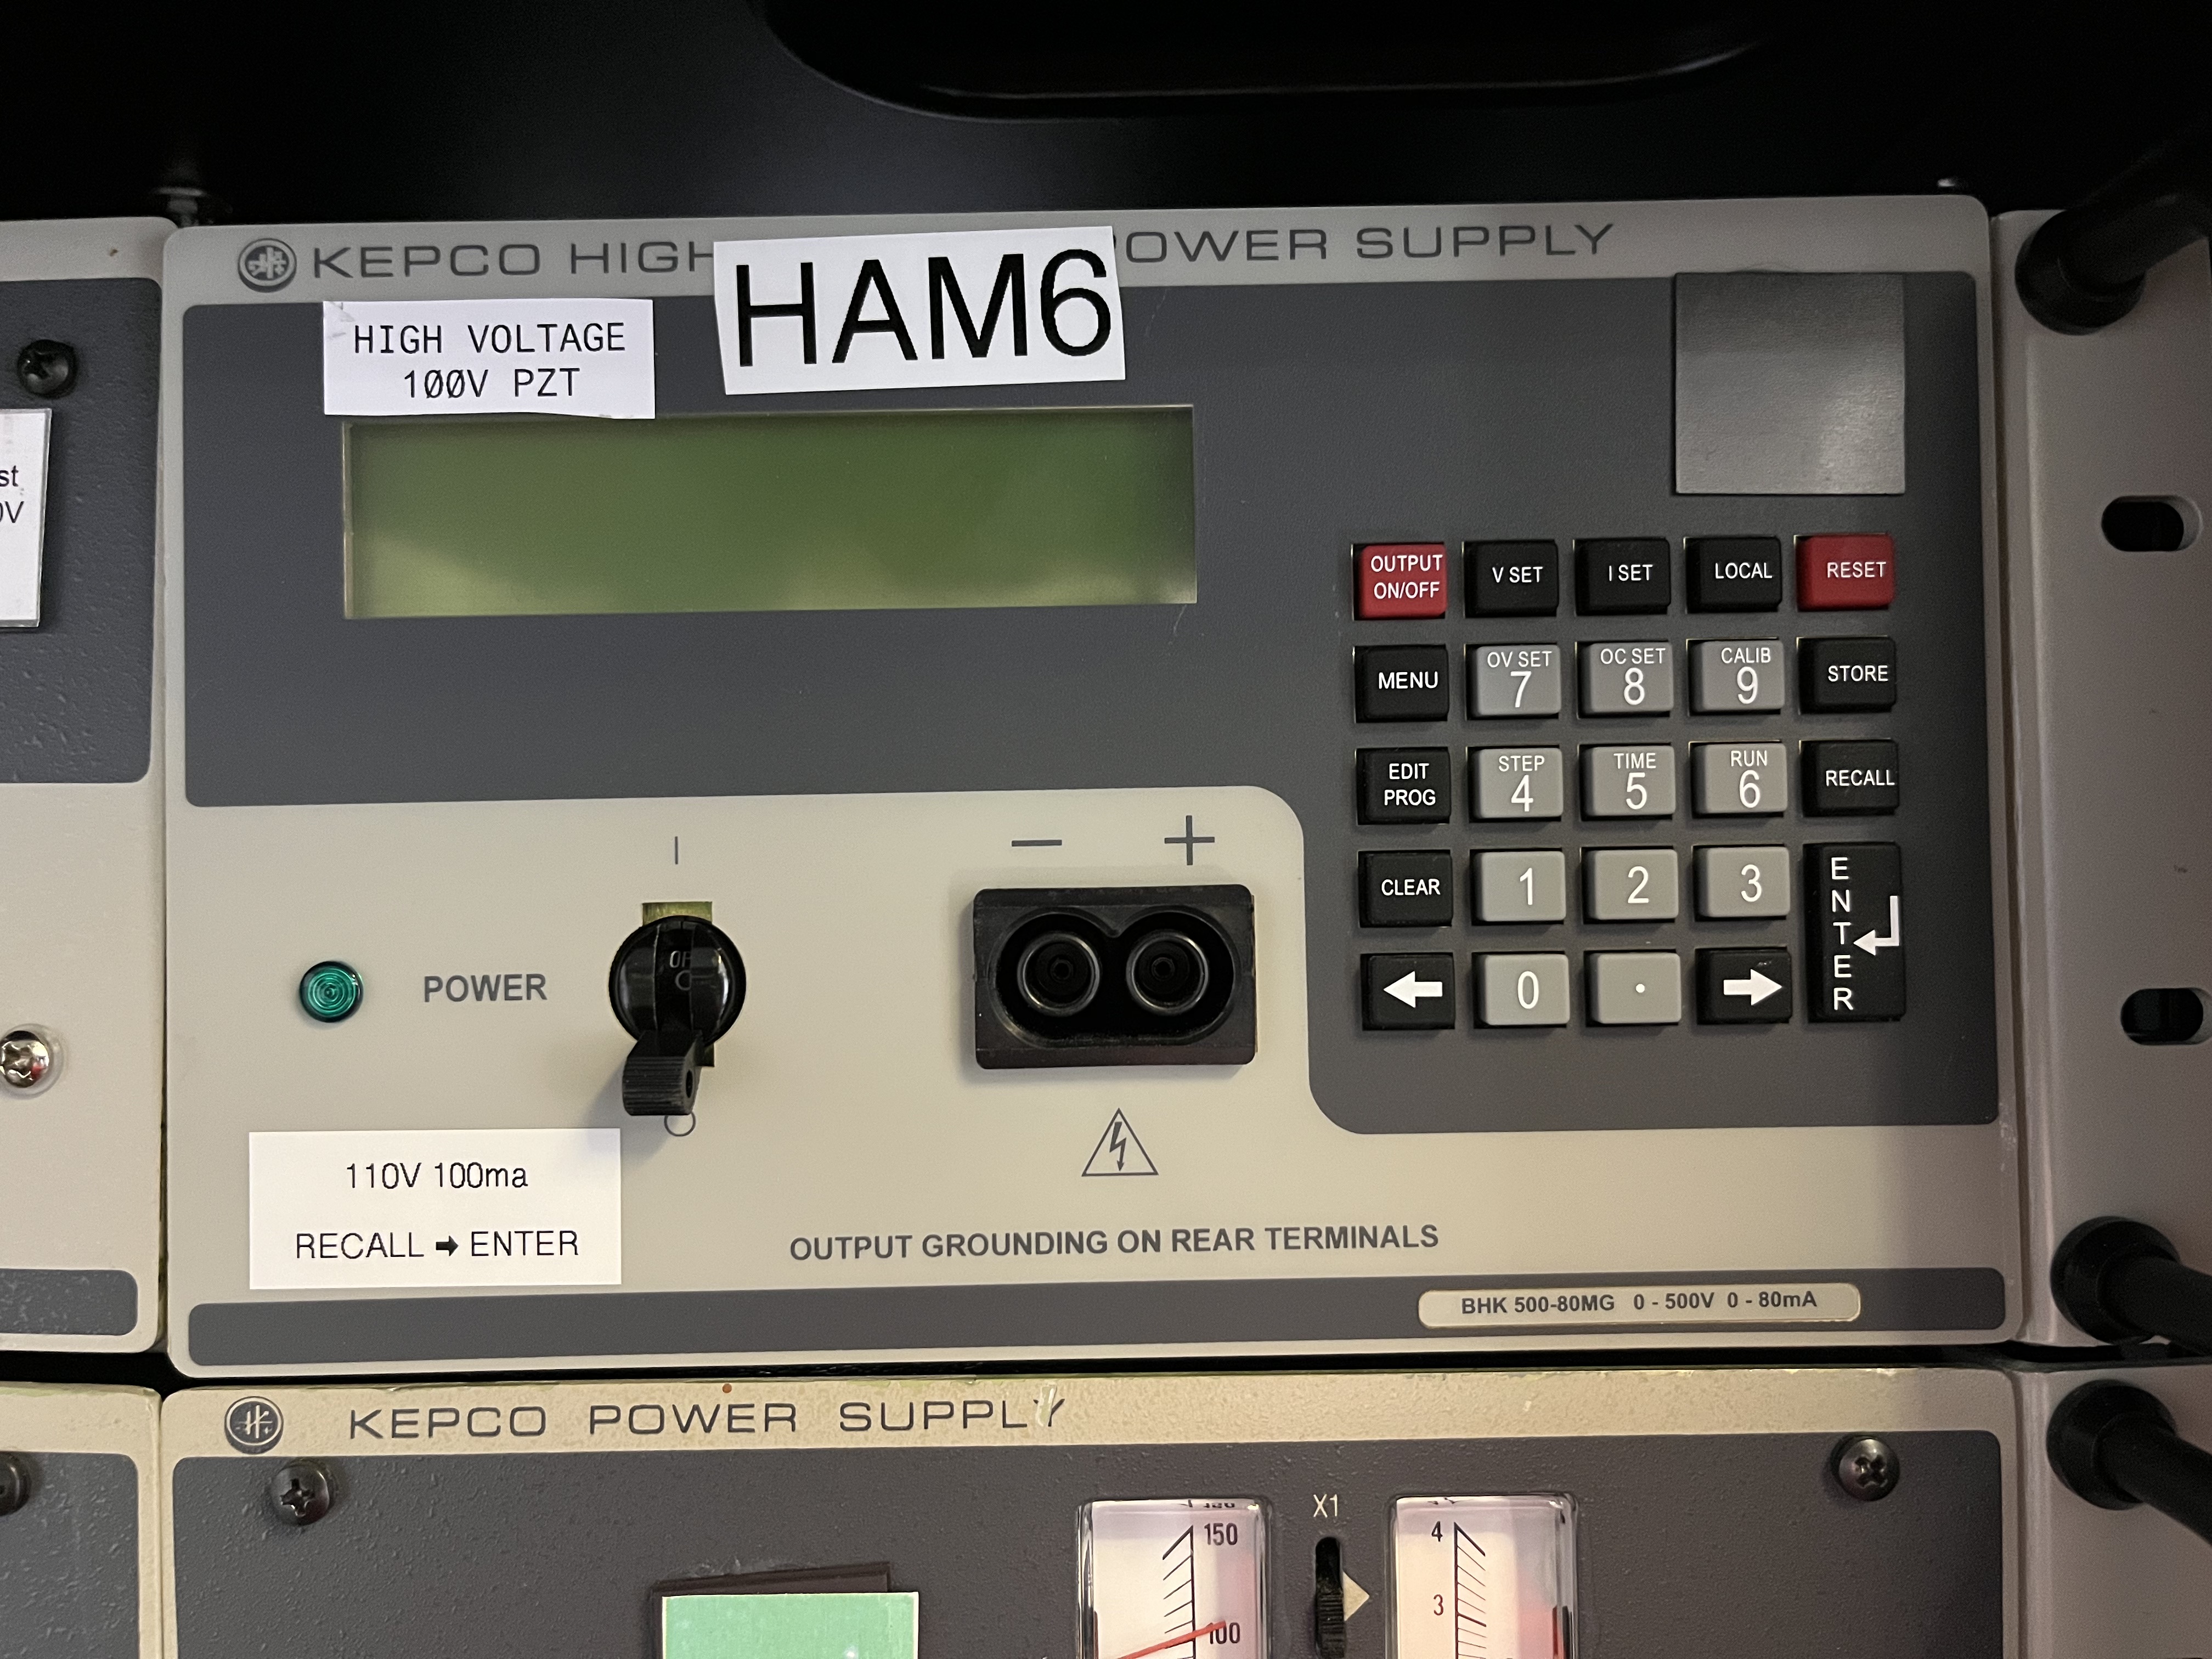 KEPCO HIGH
OWER SUPPLY
HAM6
HIGH VOLTAGE
100V PZT
st
0V
OUTPUT ON/OFF
V SET
I SET
LOCAL
RESET
MENU
OV SET 7
OC SET 8
CALIB 9
STORE
EDIT PROG
STEP 4
TIME 5
RUN 6
RECALL
CLEAR
1
2
3
ENTER
←
0
.
→
−
+
|
POWER
O
110V 100ma
RECALL ➡ ENTER
OUTPUT GROUNDING ON REAR TERMINALS
BHK 500-80MG 0 - 500V 0 - 80mA
KEPCO POWER SUPPLY
X1
150
100
4
3